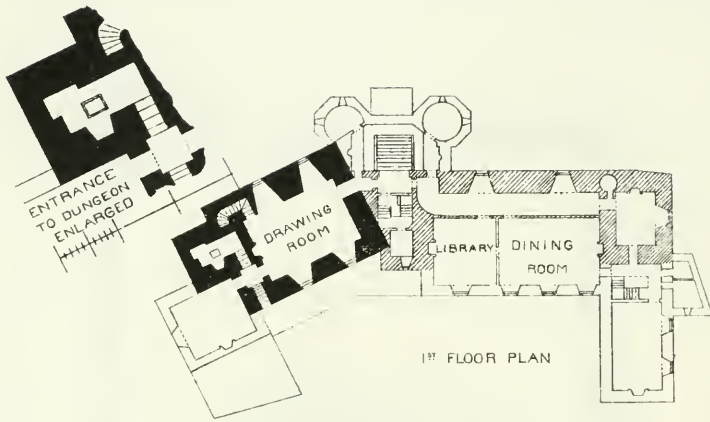 ENTRANCE
TO DUNGEON
ENLARGED
DRAWING
ROOM
LIBRARY
DINING
ROOM
1ST FLOOR PLAN